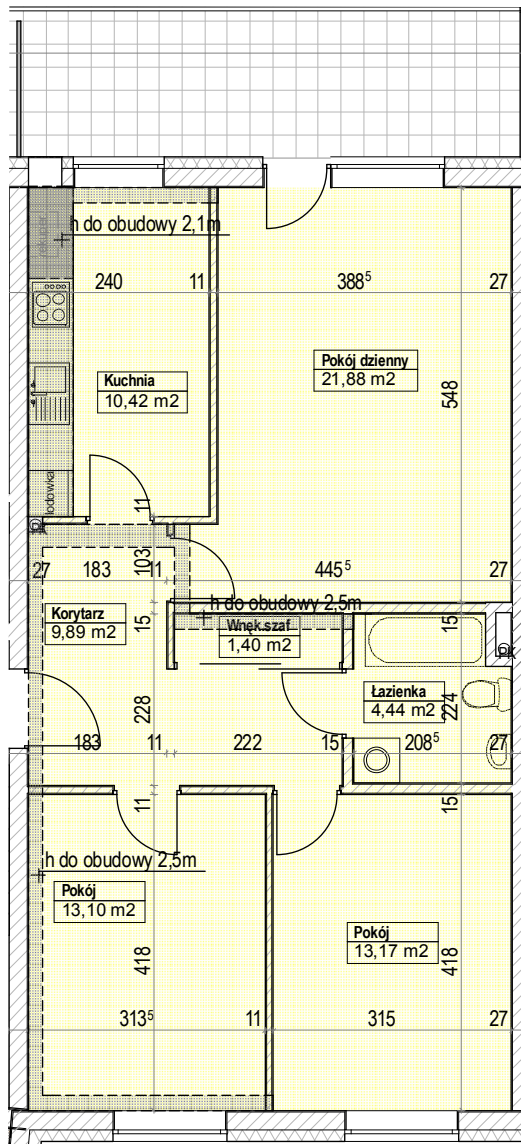 h do obudowy 2,1m
240 11 388⁵ 27
Kuchnia
10,42 m2
Pokój dzienny
21,88 m2
548
lodówka
11
27 183 11 445⁵ 27
103
Korytarz
9,89 m2
15
h do obudowy 2,5m
Wnęk.szaf
1,40 m2
15
Łazienka
4,44 m2
228
224
183 11 222 15 208⁵ 27
11
15
h do obudowy 2,5m
Pokój
13,10 m2
Pokój
13,17 m2
418
418
313⁵ 11 315 27